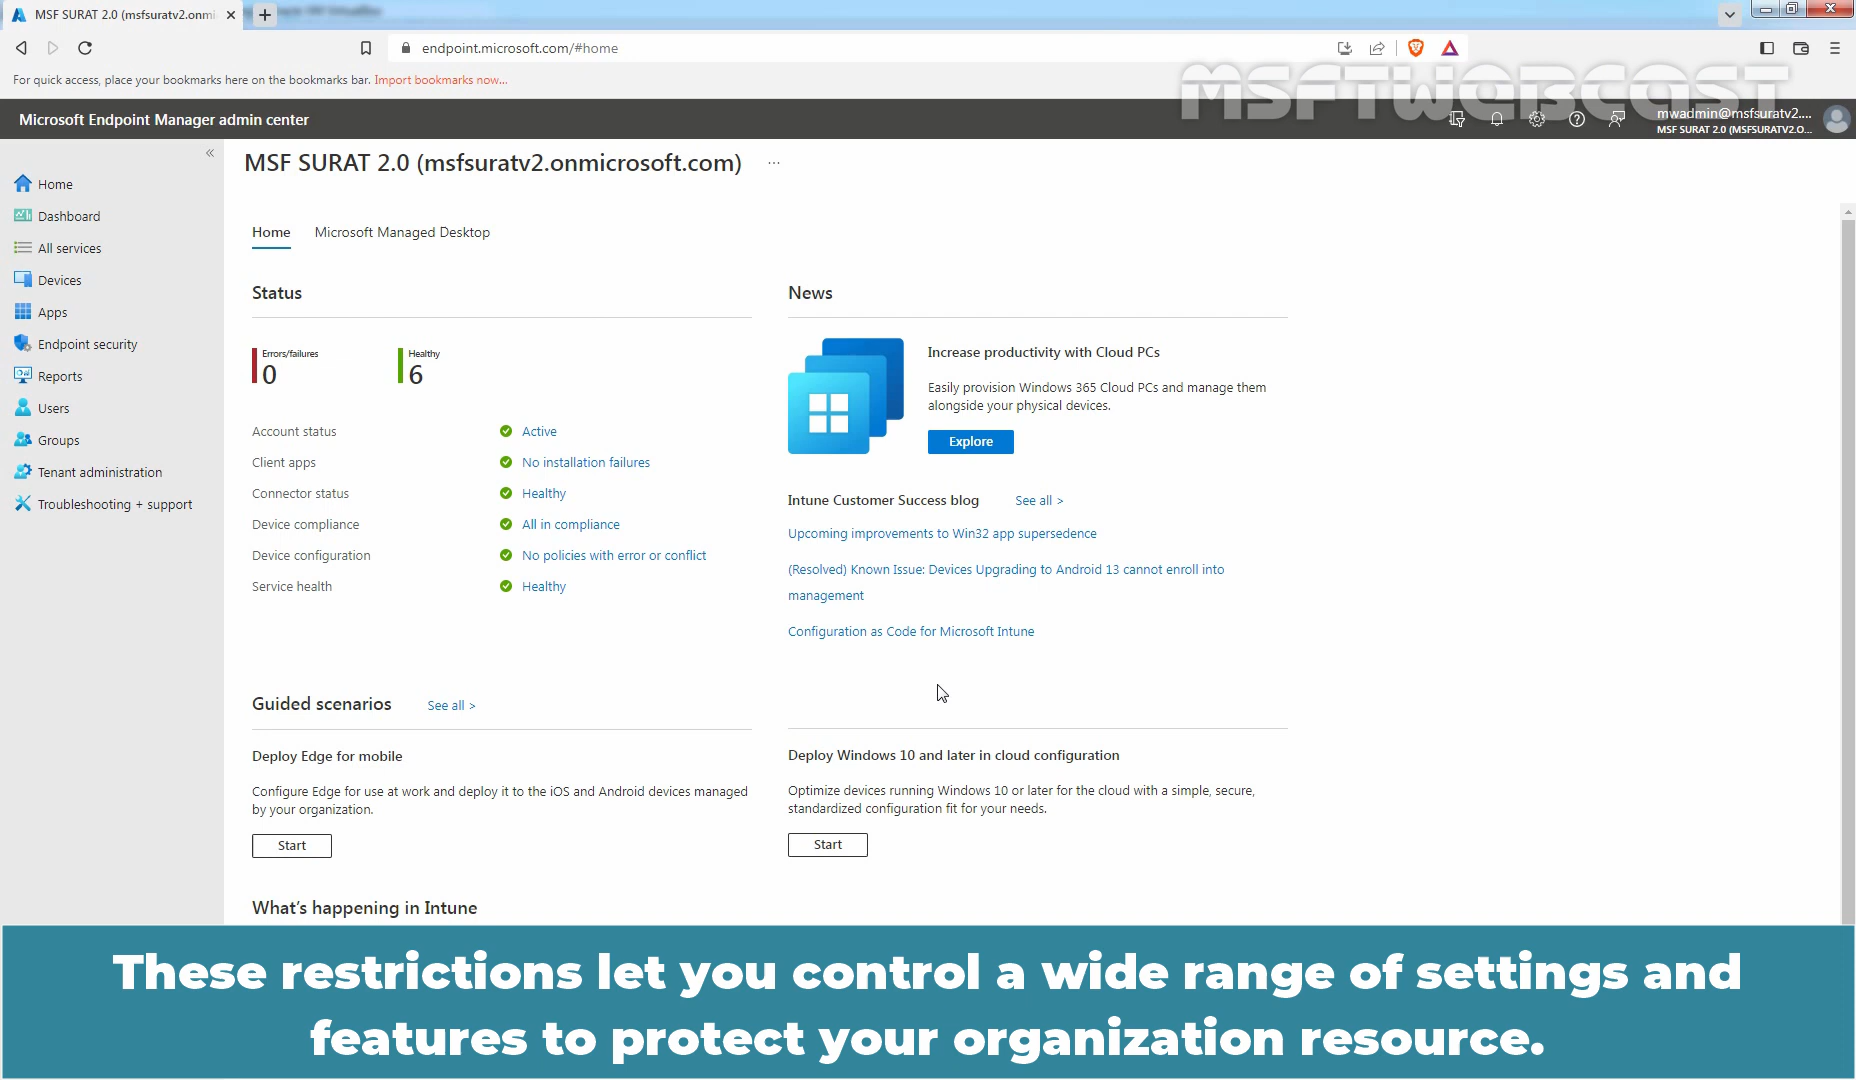 MSF SURAT 2.0 (msfsuratv2.onmi
endpoint.microsoft.com/#home
For quick access, place your bookmarks here on the bookmarks bar. Import bookmarks now...
MSFTWEBCAST
Microsoft Endpoint Manager admin center
mwadmin@msfsuratv2....
MSF SURAT 2.0 (MSFSURATV2.O...
«
MSF SURAT 2.0 (msfsuratv2.onmicrosoft.com) ...
Home
Dashboard
All services
Devices
Apps
Endpoint security
Reports
Users
Groups
Tenant administration
Troubleshooting + support
Home Microsoft Managed Desktop
Status
Errors/failures
0
Healthy
6
Account status Active
Client apps No installation failures
Connector status Healthy
Device compliance All in compliance
Device configuration No policies with error or conflict
Service health Healthy
News
Increase productivity with Cloud PCs
Easily provision Windows 365 Cloud PCs and manage them
alongside your physical devices.
Explore
Intune Customer Success blog See all >
Upcoming improvements to Win32 app supersedence
(Resolved) Known Issue: Devices Upgrading to Android 13 cannot enroll into
management
Configuration as Code for Microsoft Intune
Guided scenarios See all >
Deploy Edge for mobile
Configure Edge for use at work and deploy it to the iOS and Android devices managed
by your organization.
Start
Deploy Windows 10 and later in cloud configuration
Optimize devices running Windows 10 or later for the cloud with a simple, secure,
standardized configuration fit for your needs.
Start
What's happening in Intune
These restrictions let you control a wide range of settings and
features to protect your organization resource.